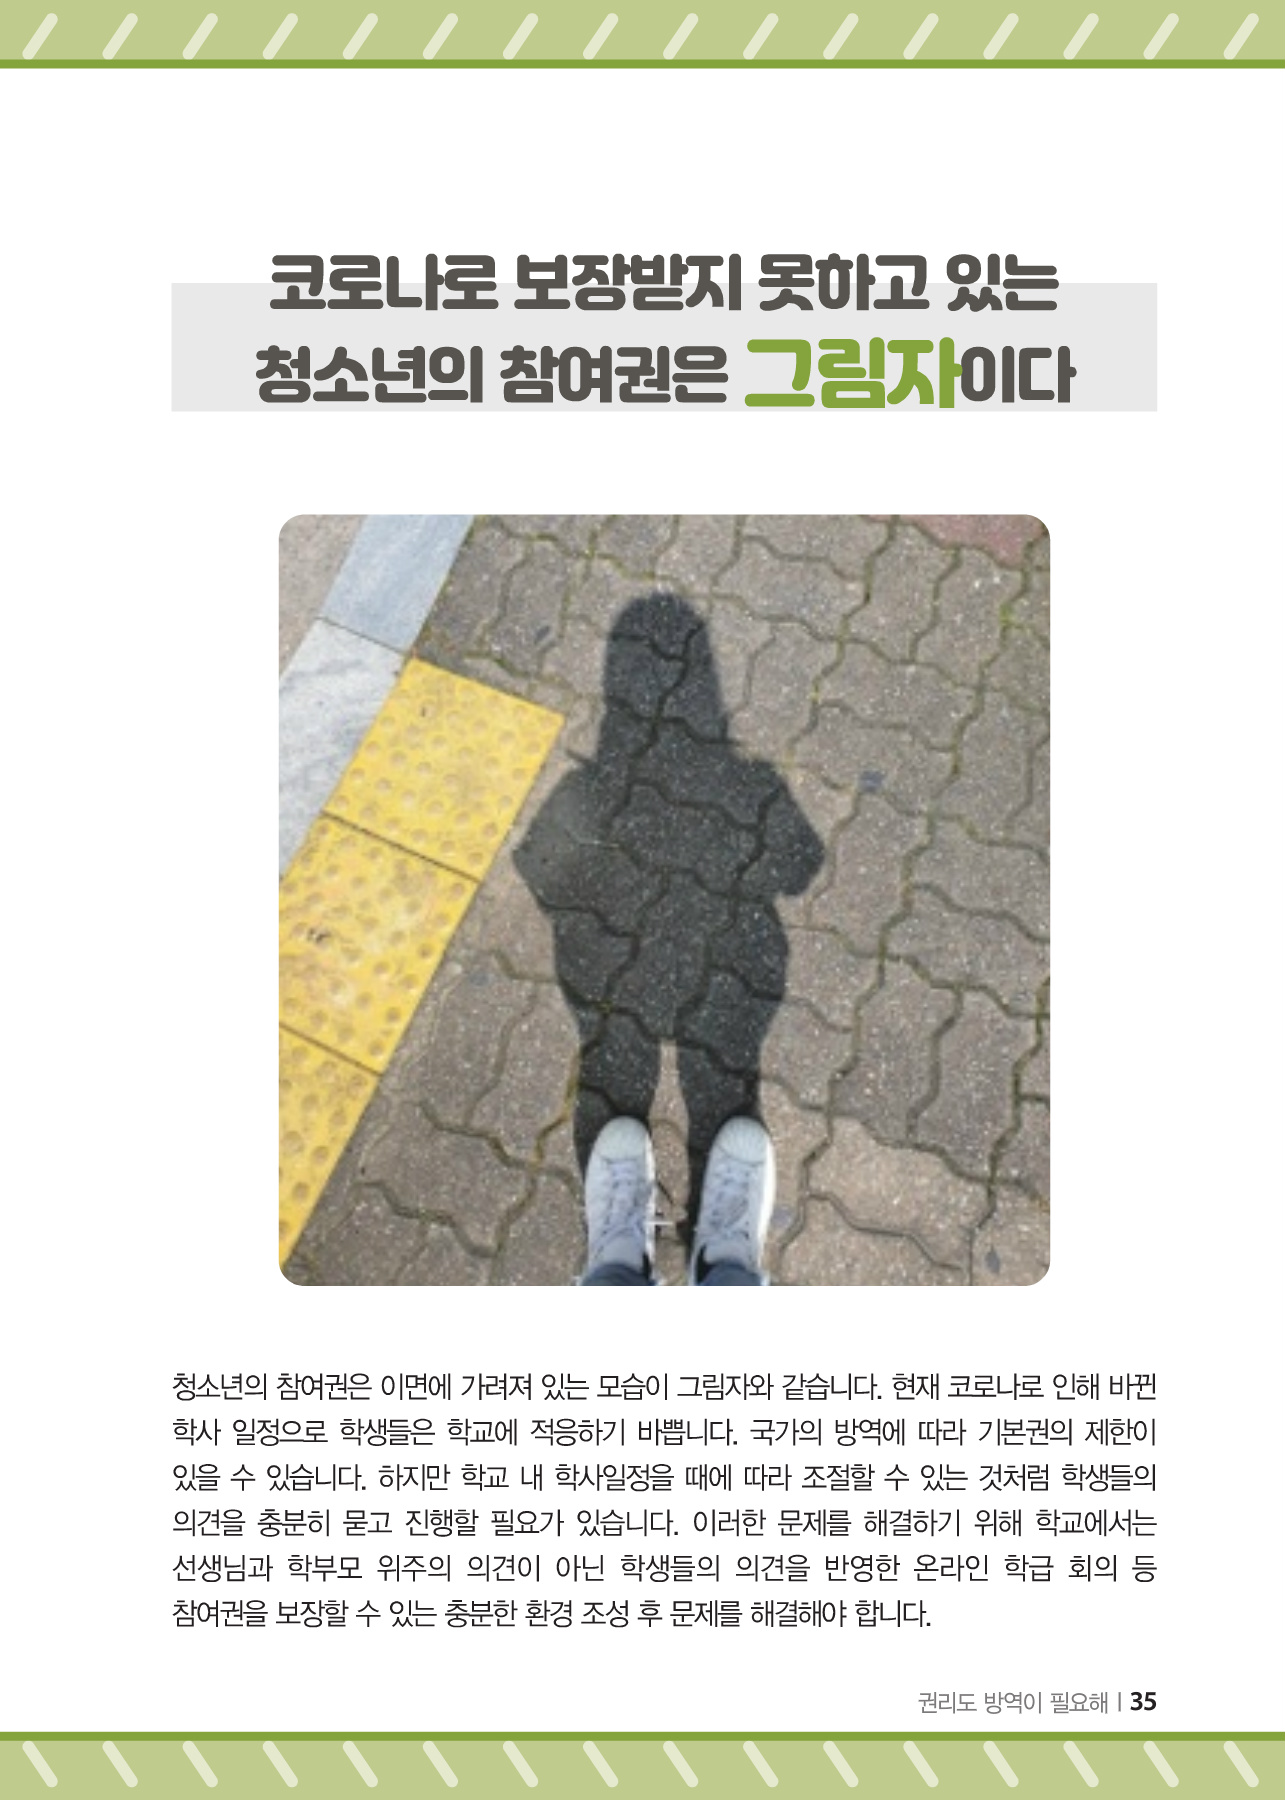 코로나로 보장받지 못하고 있는
청소년의 참여권은 그림자이다
청소년의 참여권은 이면에 가려져 있는 모습이 그림자와 같습니다. 현재 코로나로 인해 바뀐
학사 일정으로 학생들은 학교에 적응하기 바쁩니다. 국가의 방역에 따라 기본권의 제한이
있을 수 있습니다. 하지만 학교 내 학사일정을 때에 따라 조절할 수 있는 것처럼 학생들의
의견을 충분히 묻고 진행할 필요가 있습니다. 이러한 문제를 해결하기 위해 학교에서는
선생님과 학부모 위주의 의견이 아닌 학생들의 의견을 반영한 온라인 학급 회의 등
참여권을 보장할 수 있는 충분한 환경 조성 후 문제를 해결해야 합니다.
권리도 방역이 필요해 | 35